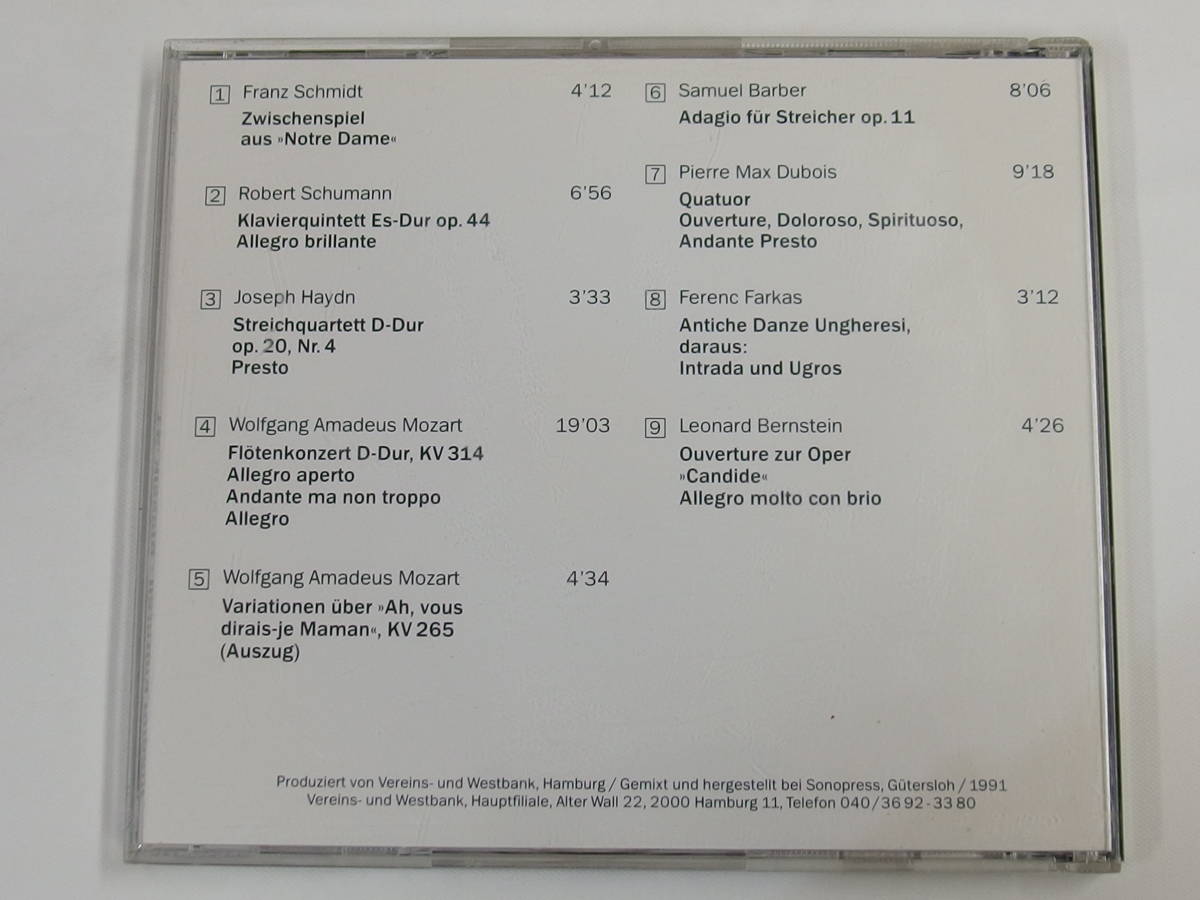 1 Franz Schmidt 4'12
Zwischenspiel
aus »Notre Dame«
2 Robert Schumann 6'56
Klavierquintett Es-Dur op. 44
Allegro brillante
3 Joseph Haydn 3'33
Streichquartett D-Dur
op. 20, Nr. 4
Presto
4 Wolfgang Amadeus Mozart 19'03
Flötenkonzert D-Dur, KV 314
Allegro aperto
Andante ma non troppo
Allegro
5 Wolfgang Amadeus Mozart 4'34
Variationen über »Ah, vous
dirais-je Maman«, KV 265
(Auszug)
6 Samuel Barber 8'06
Adagio für Streicher op. 11
7 Pierre Max Dubois 9'18
Quatuor
Ouverture, Doloroso, Spirituoso,
Andante Presto
8 Ferenc Farkas 3'12
Antiche Danze Ungheresi,
daraus:
Intrada und Ugros
9 Leonard Bernstein 4'26
Ouverture zur Oper
»Candide«
Allegro molto con brio
Produziert von Vereins- und Westbank, Hamburg / Gemixt und hergestellt bei Sonopress, Gütersloh / 1991
Vereins- und Westbank, Hauptfiliale, Alter Wall 22, 2000 Hamburg 11, Telefon 040/36 92-33 80